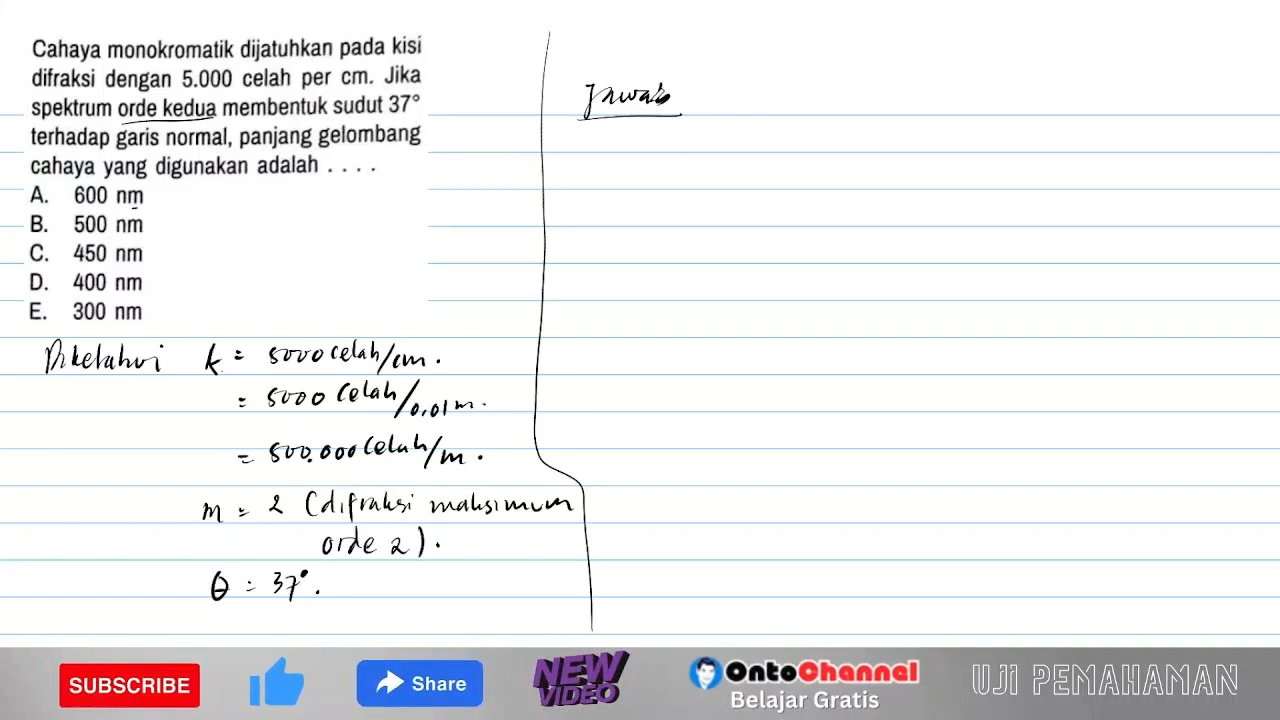 Cahaya monokromatik dijatuhkan pada kisi
difraksi dengan 5.000 celah per cm. Jika
spektrum orde kedua membentuk sudut 37°
terhadap garis normal, panjang gelombang
cahaya yang digunakan adalah . . . .
A. 600 nm
B. 500 nm
C. 450 nm
D. 400 nm
E. 300 nm
Diketahui k = 5000 celah/cm.
= 5000 celah/0,01 m.
= 500.000 celah/m.
m = 2 (difraksi maksimum
orde 2).
θ = 37°.
Jawab
SUBSCRIBE
Share
NEW
VIDEO
OntoChannel
Belajar Gratis
UJI PEMAHAMAN